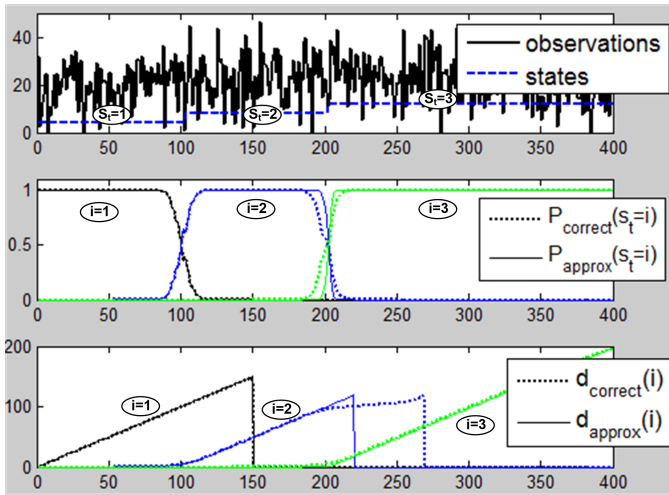 40
20
0
observations
states
St=1
St=2
St=3
0 50 100 150 200 250 300 350 400
1
0.5
0
i=1
i=2
i=3
Pcorrect(st=i)
Papprox(st=i)
0 50 100 150 200 250 300 350 400
200
100
0
i=1
i=2
i=3
dcorrect(i)
dapprox(i)
0 50 100 150 200 250 300 350 400